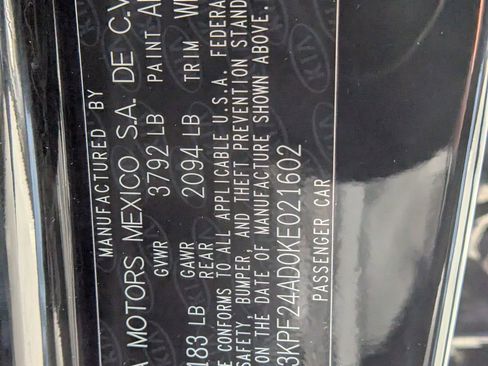 MANUFACTURED BY
A MOTORS MEXICO S.A. DE C.V
GVWR 3792 LB PAINT
183 LB GAWR REAR 2094 LB TRIM
E CONFORMS TO ALL APPLICABLE U.S.A. FEDERA
SAFETY, BUMPER, AND THEFT PREVENTION STAND
ON THE DATE OF MANUFACTURE SHOWN ABOVE.
3KPF24AD0KE021602
PASSENGER CAR